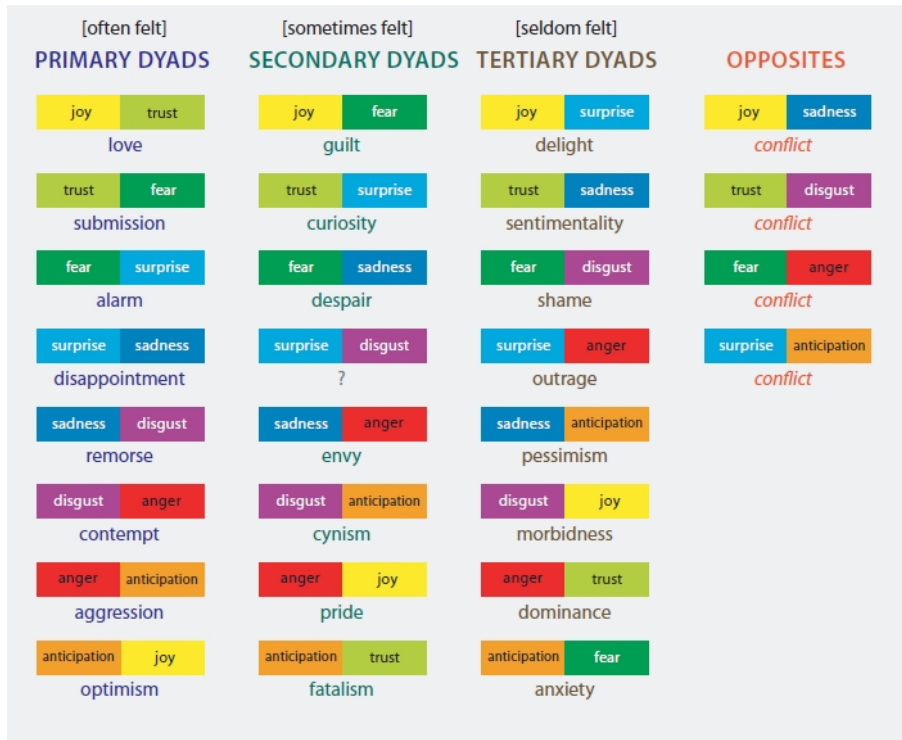 [often felt] [sometimes felt] [seldom felt]
PRIMARY DYADS SECONDARY DYADS TERTIARY DYADS OPPOSITES
joy trust joy fear joy surprise joy sadness
love guilt delight conflict
trust fear trust surprise trust sadness trust disgust
submission curiosity sentimentality conflict
fear surprise fear sadness fear disgust fear anger
alarm despair shame conflict
surprise sadness surprise disgust surprise anger surprise anticipation
disappointment ? outrage conflict
sadness disgust sadness anger sadness anticipation
remorse envy pessimism
disgust anger disgust anticipation disgust joy
contempt cynism morbidness
anger anticipation anger joy anger trust
aggression pride dominance
anticipation joy anticipation trust anticipation fear
optimism fatalism anxiety